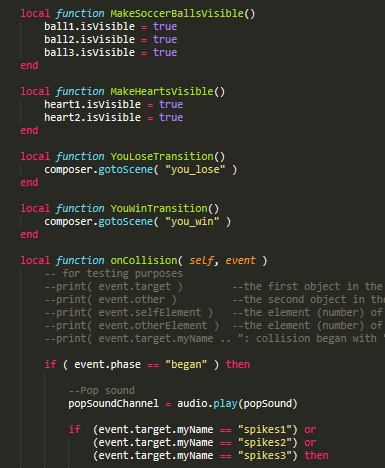 local function MakeSoccerBallsVisible()
    ball1.isVisible = true
    ball2.isVisible = true
    ball3.isVisible = true
end
local function MakeHeartsVisible()
    heart1.isVisible = true
    heart2.isVisible = true
end
local function YouLoseTransition()
    composer.gotoScene( "you_lose" )
end
local function YouWinTransition()
    composer.gotoScene( "you_win" )
end
local function onCollision( self, event )
    -- for testing purposes
    --print( event.target )        --the first object in the
    --print( event.other )         --the second object in the
    --print( event.selfElement )   --the element (number) of
    --print( event.otherElement )  --the element (number) of
    --print( event.target.myName .. ": collision began with "
    if ( event.phase == "began" ) then
        --Pop sound
        popSoundChannel = audio.play(popSound)
        if  (event.target.myName == "spikes1") or
            (event.target.myName == "spikes2") or
            (event.target.myName == "spikes3") then